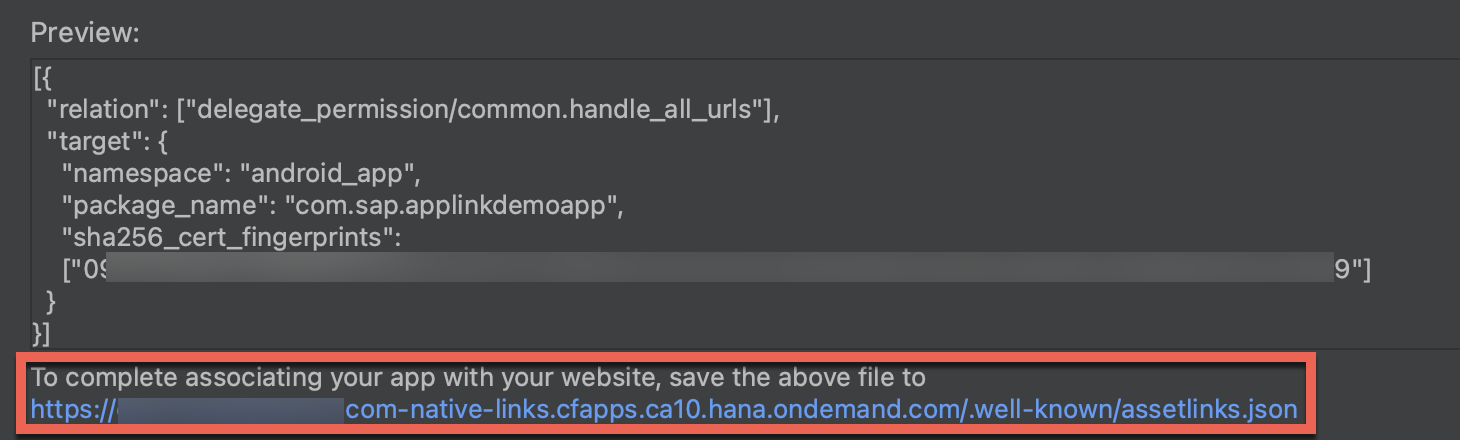 Preview:
[{
"relation": ["delegate_permission/common.handle_all_urls"],
"target": {
"namespace": "android_app",
"package_name": "com.sap.applinkdemoapp",
"sha256_cert_fingerprints":
["09 9"]
}
}]
To complete associating your app with your website, save the above file to
https:// com-native-links.cfapps.ca10.hana.ondemand.com/.well-known/assetlinks.json